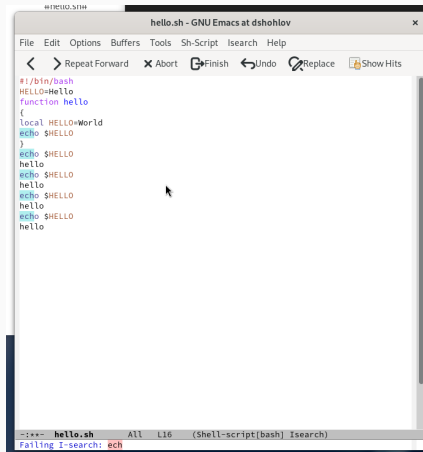 #hello.sh#
hello.sh - GNU Emacs at dshohlov
File Edit Options Buffers Tools Sh-Script Isearch Help
Repeat Forward Abort Finish Undo Replace Show Hits
#!/bin/bash
HELLO=Hello
function hello
{
local HELLO=World
echo $HELLO
}
echo $HELLO
hello
echo $HELLO
hello
echo $HELLO
hello
echo $HELLO
hello
-:**- hello.sh All L16 (Shell-script[bash] Isearch)
Failing I-search: ech